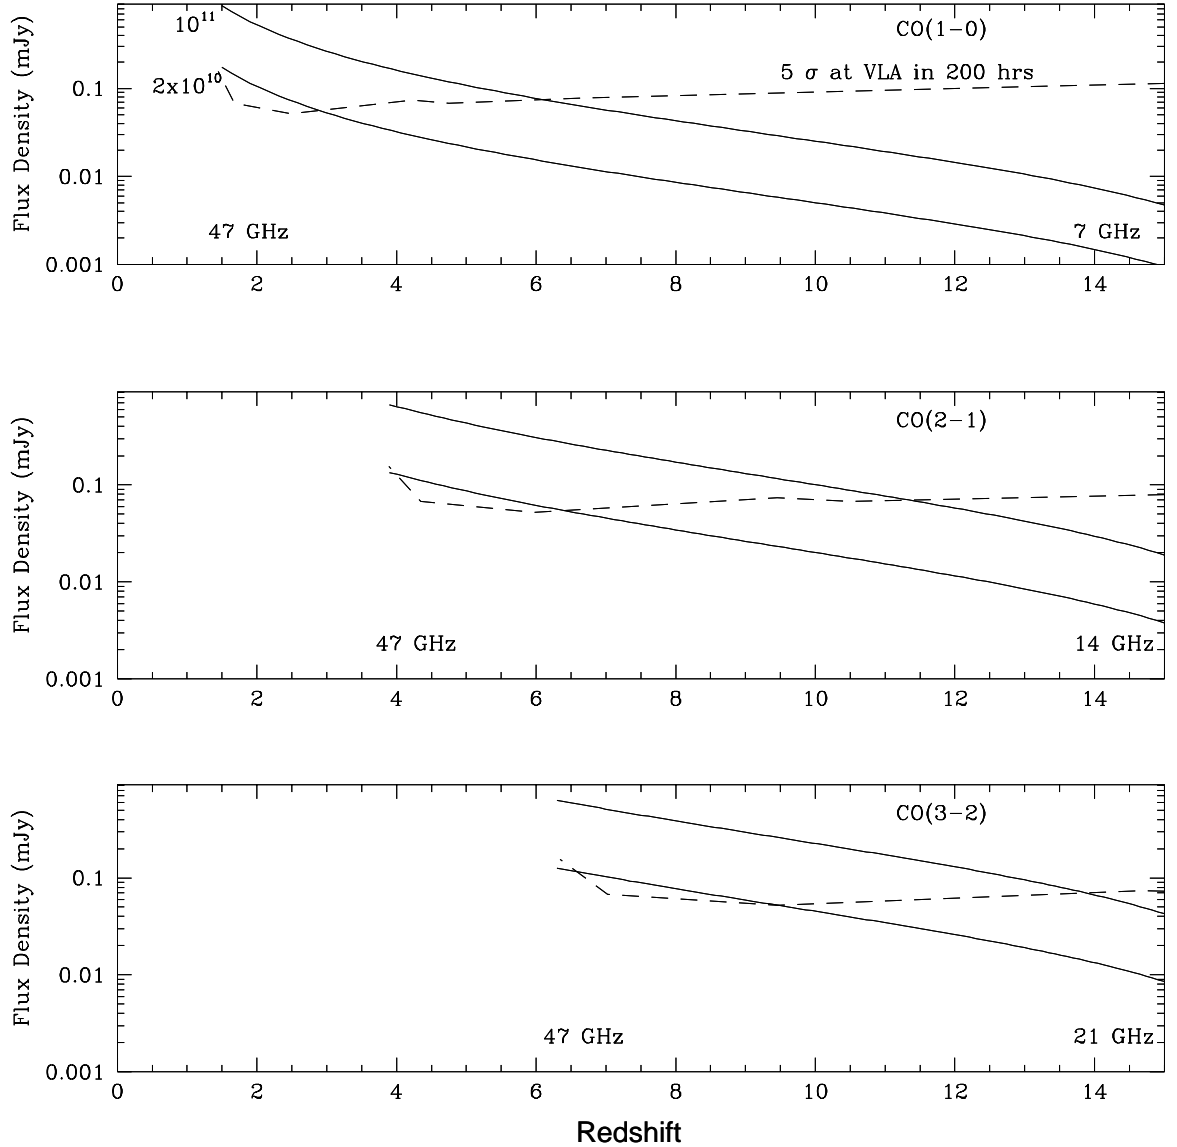 Flux Density (mJy)
10¹¹
CO(1-0)
2x10¹⁰
5 σ at VLA in 200 hrs
0.1
0.01
0.001
47 GHz
7 GHz
0 2 4 6 8 10 12 14
Flux Density (mJy)
CO(2-1)
0.1
0.01
0.001
47 GHz
14 GHz
0 2 4 6 8 10 12 14
Flux Density (mJy)
CO(3-2)
0.1
0.01
0.001
47 GHz
21 GHz
0 2 4 6 8 10 12 14
Redshift